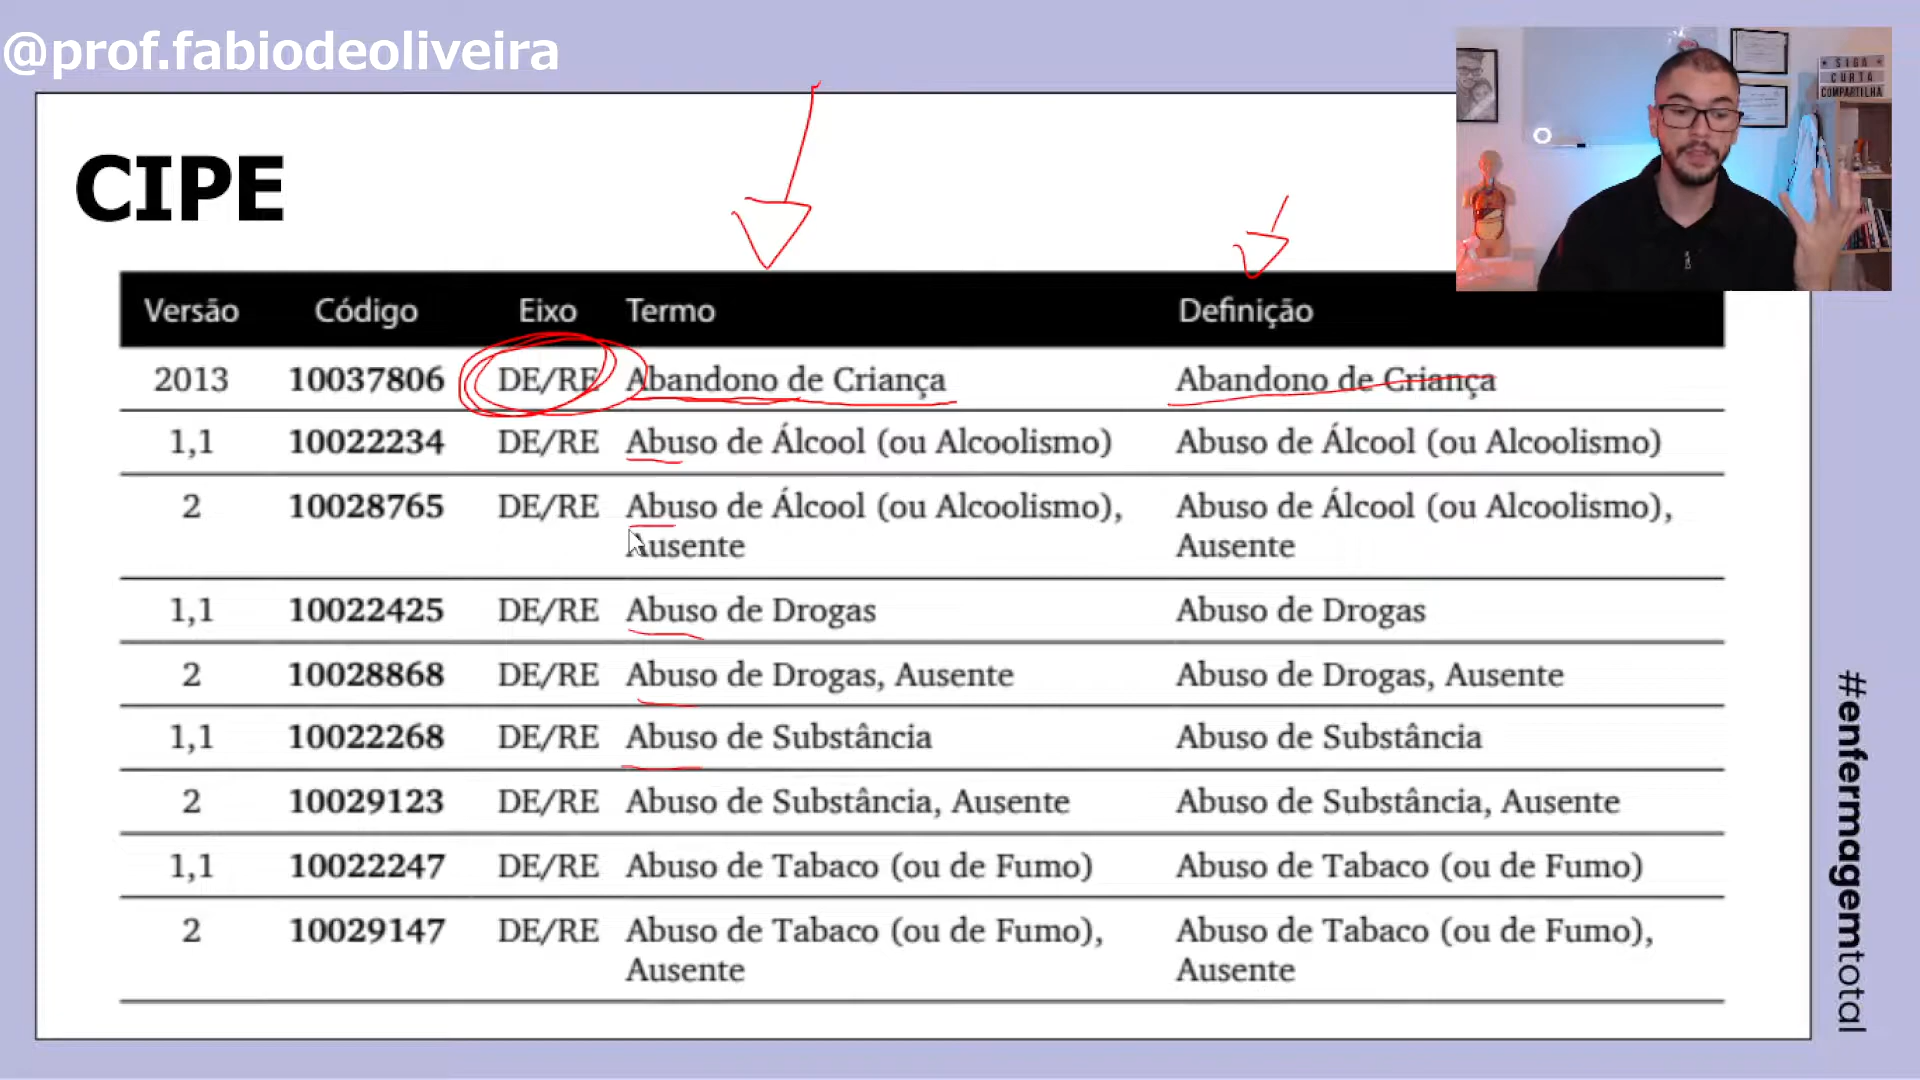 @prof.fabiodeoliveira
SIGA
CURTA
COMPARTILHA
CIPE
Versão Código Eixo Termo Definição
2013 10037806 DE/RE Abandono de Criança Abandono de Criança
1,1 10022234 DE/RE Abuso de Álcool (ou Alcoolismo) Abuso de Álcool (ou Alcoolismo)
2 10028765 DE/RE Abuso de Álcool (ou Alcoolismo), Abuso de Álcool (ou Alcoolismo),
Ausente Ausente
1,1 10022425 DE/RE Abuso de Drogas Abuso de Drogas
2 10028868 DE/RE Abuso de Drogas, Ausente Abuso de Drogas, Ausente
1,1 10022268 DE/RE Abuso de Substância Abuso de Substância
2 10029123 DE/RE Abuso de Substância, Ausente Abuso de Substância, Ausente
1,1 10022247 DE/RE Abuso de Tabaco (ou de Fumo) Abuso de Tabaco (ou de Fumo)
2 10029147 DE/RE Abuso de Tabaco (ou de Fumo), Abuso de Tabaco (ou de Fumo),
Ausente Ausente
#enfermagemtotal